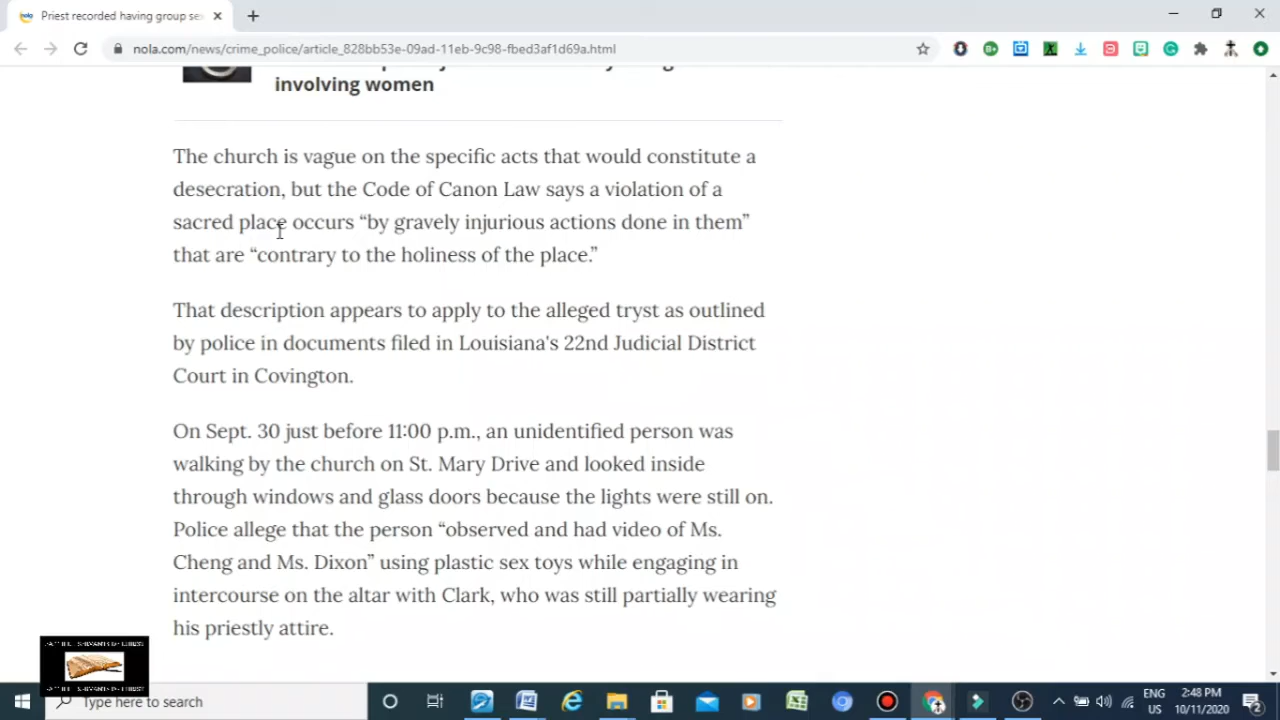 Priest recorded having group se
nola.com/news/crime_police/article_828bb53e-09ad-11eb-9c98-fbed3af1d69a.html
involving women
The church is vague on the specific acts that would constitute a
desecration, but the Code of Canon Law says a violation of a
sacred place occurs “by gravely injurious actions done in them”
that are “contrary to the holiness of the place.”
That description appears to apply to the alleged tryst as outlined
by police in documents filed in Louisiana's 22nd Judicial District
Court in Covington.
On Sept. 30 just before 11:00 p.m., an unidentified person was
walking by the church on St. Mary Drive and looked inside
through windows and glass doors because the lights were still on.
Police allege that the person “observed and had video of Ms.
Cheng and Ms. Dixon” using plastic sex toys while engaging in
intercourse on the altar with Clark, who was still partially wearing
his priestly attire.
Type here to search
ENG
US
2:48 PM
10/11/2020
2